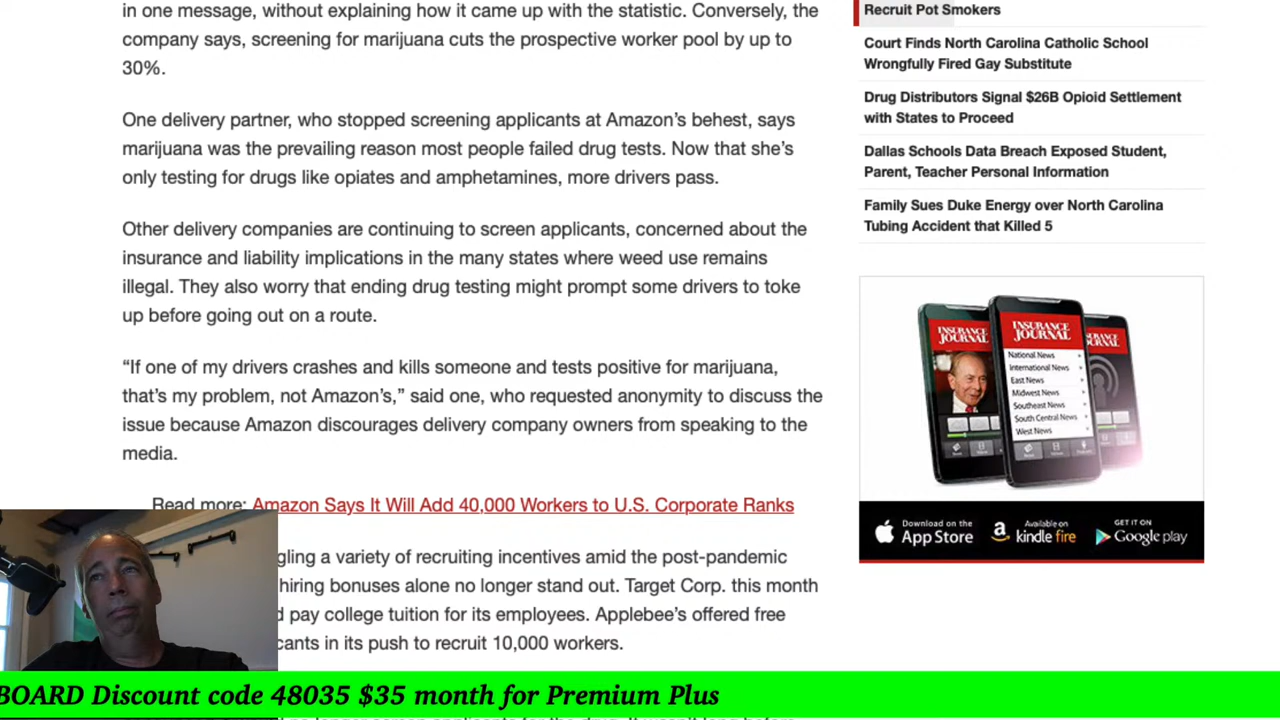 in one message, without explaining how it came up with the statistic. Conversely, the
company says, screening for marijuana cuts the prospective worker pool by up to
30%.
One delivery partner, who stopped screening applicants at Amazon’s behest, says
marijuana was the prevailing reason most people failed drug tests. Now that she’s
only testing for drugs like opiates and amphetamines, more drivers pass.
Other delivery companies are continuing to screen applicants, concerned about the
insurance and liability implications in the many states where weed use remains
illegal. They also worry that ending drug testing might prompt some drivers to toke
up before going out on a route.
“If one of my drivers crashes and kills someone and tests positive for marijuana,
that’s my problem, not Amazon’s,” said one, who requested anonymity to discuss the
issue because Amazon discourages delivery company owners from speaking to the
media.
Read more: Amazon Says It Will Add 40,000 Workers to U.S. Corporate Ranks
gling a variety of recruiting incentives amid the post-pandemic
hiring bonuses alone no longer stand out. Target Corp. this month
d pay college tuition for its employees. Applebee’s offered free
cants in its push to recruit 10,000 workers.
Recruit Pot Smokers
Court Finds North Carolina Catholic School
Wrongfully Fired Gay Substitute
Drug Distributors Signal $26B Opioid Settlement
with States to Proceed
Dallas Schools Data Breach Exposed Student,
Parent, Teacher Personal Information
Family Sues Duke Energy over North Carolina
Tubing Accident that Killed 5
INSURANCE
JOURNAL
National News
International News
East News
Midwest News
Southeast News
South Central News
West News
Download on the
App Store
Available on
kindle fire
GET IT ON
Google play
BOARD Discount code 48035 $35 month for Premium Plus